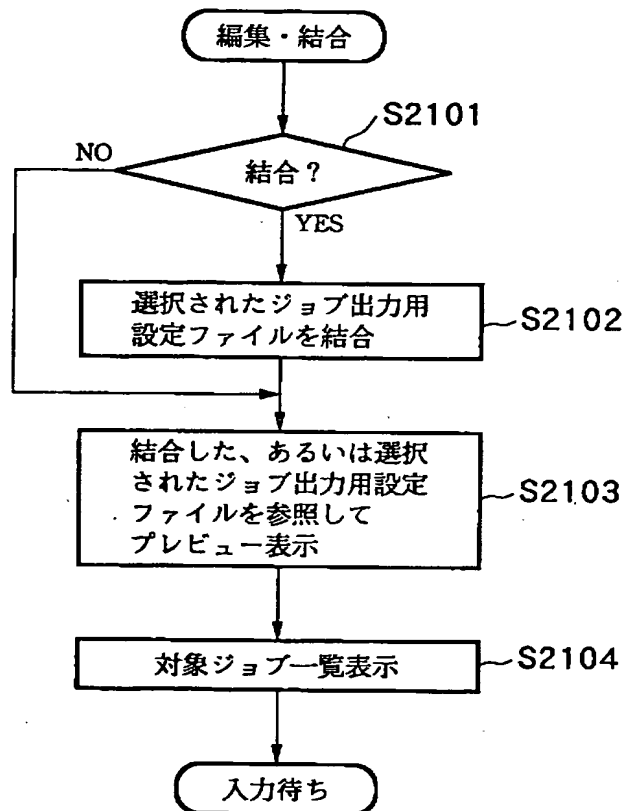 編集・結合
S2101
NO
結合？
YES
選択されたジョブ出力用
設定ファイルを結合
S2102
結合した、あるいは選択
されたジョブ出力用設定
ファイルを参照して
プレビュー表示
S2103
対象ジョブ一覧表示
S2104
入力待ち